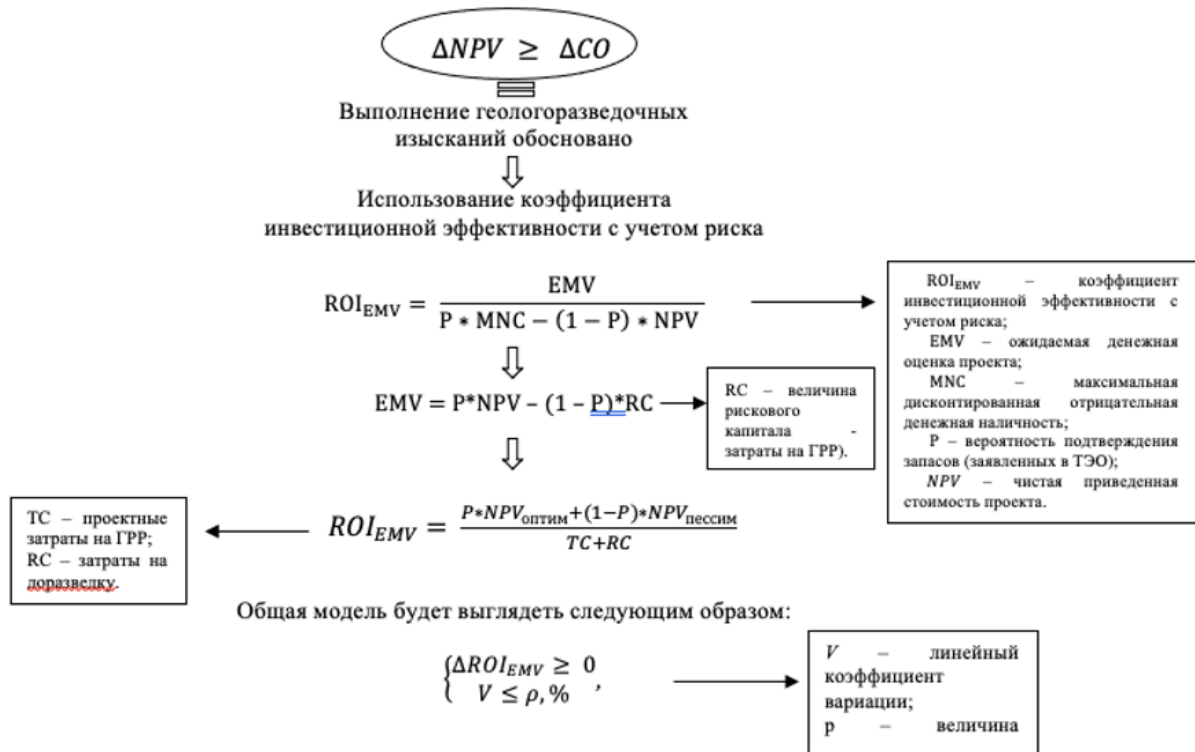 ΔNPV ≥ ΔCO
Выполнение геологоразведочных
изысканий обосновано
Использование коэффициента
инвестиционной эффективности с учетом риска
ROI_EMV = EMV / (P * MNC − (1 − P) * NPV)
ROI_EMV – коэффициент
инвестиционной эффективности с
учетом риска;
EMV – ожидаемая денежная
оценка проекта;
MNC – максимальная
дисконтированная отрицательная
денежная наличность;
P – вероятность подтверждения
запасов (заявленных в ТЭО);
NPV – чистая приведенная
стоимость проекта.
EMV = P*NPV – (1 – P)*RC
RC – величина
рискового
капитала -
затраты на ГРР).
ROI_EMV = (P*NPV_оптим+(1−P)*NPV_пессим) / (TC+RC)
TC – проектные
затраты на ГРР;
RC – затраты на
доразведку.
Общая модель будет выглядеть следующим образом:
{ΔROI_EMV ≥ 0
V ≤ ρ, % ,
V – линейный
коэффициент
вариации;
p – величина